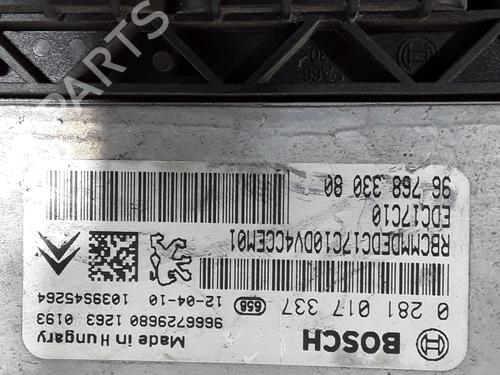 BOSCH
Made in Hungary
9666729680 1263 0193
0 281 017 337
658
12-04-10 1039545264
RBCMMDEDC17C10DV4CCEM01
EDC17C10
96 768 330 80
B-PARTS